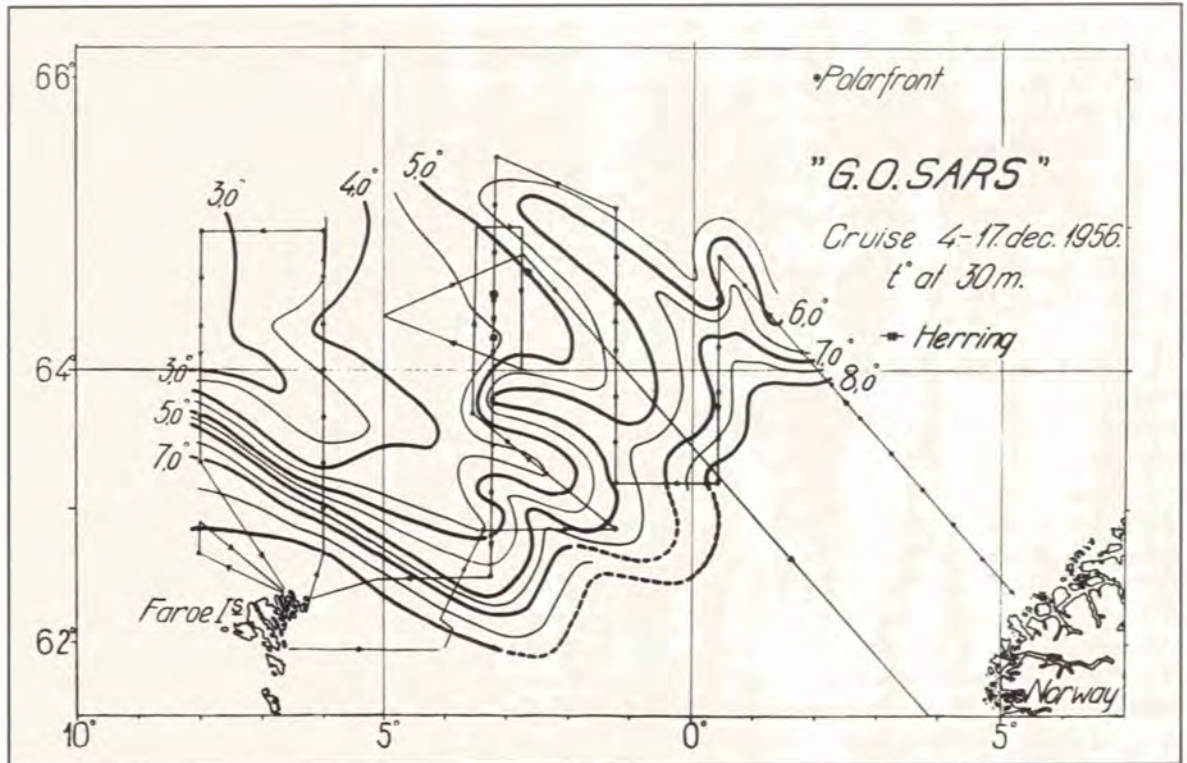 66°
•Polarfront
"G.O.SARS"
5,0°
4,0°
3,0°
Cruise 4-17. dec. 1956.
t° at 30 m.
6,0°
Herring
7,0°
8,0°
64°
3,0°
5,0°
7,0°
Faroe Is
62°
Norway
10°
5°
0°
5°